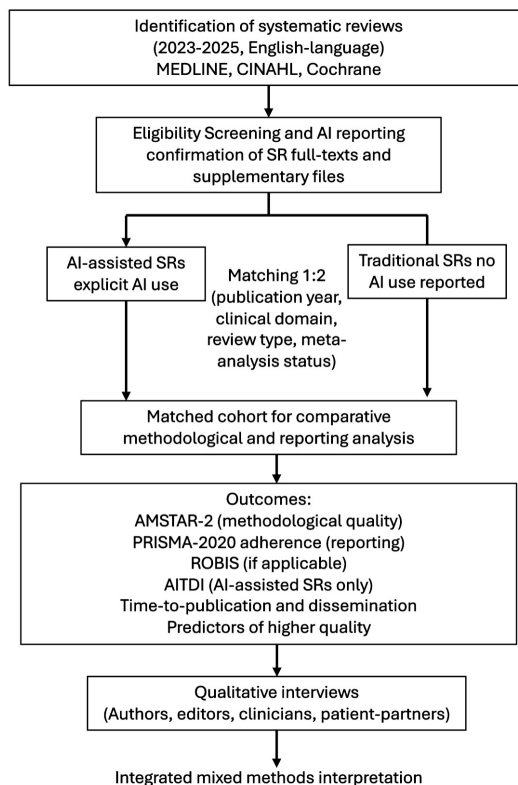 Identification of systematic reviews
(2023-2025, English-language)
MEDLINE, CINAHL, Cochrane
Eligibility Screening and AI reporting
confirmation of SR full-texts and
supplementary files
AI-assisted SRs
explicit AI use
Matching 1:2
(publication year,
clinical domain,
review type, meta-
analysis status)
Traditional SRs no
AI use reported
Matched cohort for comparative
methodological and reporting analysis
Outcomes:
AMSTAR-2 (methodological quality)
PRISMA-2020 adherence (reporting)
ROBIS (if applicable)
AITDI (AI-assisted SRs only)
Time-to-publication and dissemination
Predictors of higher quality
Qualitative interviews
(Authors, editors, clinicians, patient-partners)
Integrated mixed methods interpretation